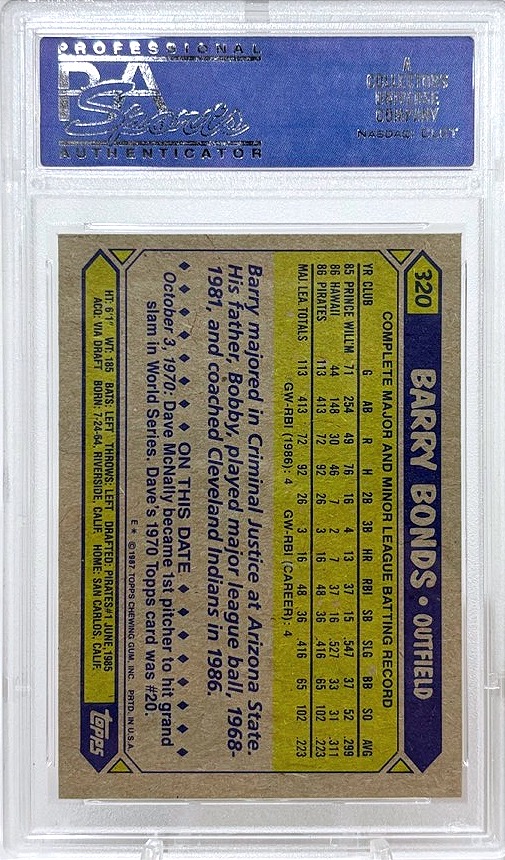 PROFESSIONAL
PSA
Sports
AUTHENTICATOR
A
COLLECTORS
UNIVERSE
COMPANY
NASDAQ: CLCT
320 BARRY BONDS • OUTFIELD
COMPLETE MAJOR AND MINOR LEAGUE BATTING RECORD
YR CLUB G AB R H 2B 3B HR RBI SB SLG BB SO AVG
85 PRINCE WILL'M 71 254 49 76 16 4 13 37 15 .547 37 52 .299
86 HAWAII 44 148 30 46 7 2 7 37 16 .527 33 31 .311
86 PIRATES 113 413 72 92 26 3 16 48 36 .416 65 102 .223
MAJ. LEA. TOTALS 113 413 72 92 26 3 16 48 36 .416 65 102 .223
GW-RBI (1986): 4 GW-RBI (CAREER): 4
Barry majored in Criminal Justice at Arizona State.
His father, Bobby, played major league ball, 1968-
1981, and coached Cleveland Indians in 1986.
ON THIS DATE
October 3, 1970: Dave McNally became 1st pitcher to hit grand
slam in World Series. Dave's 1970 Topps card was #20.
E * © 1987 TOPPS CHEWING GUM, INC. PRTD. IN U.S.A.
HT: 6'1" WT: 185 BATS: LEFT THROWS: LEFT DRAFTED: PIRATES#1-JUNE, 1985
ACQ: VIA DRAFT BORN: 7-24-64, RIVERSIDE, CALIF. HOME: SAN CARLOS, CALIF.
topps